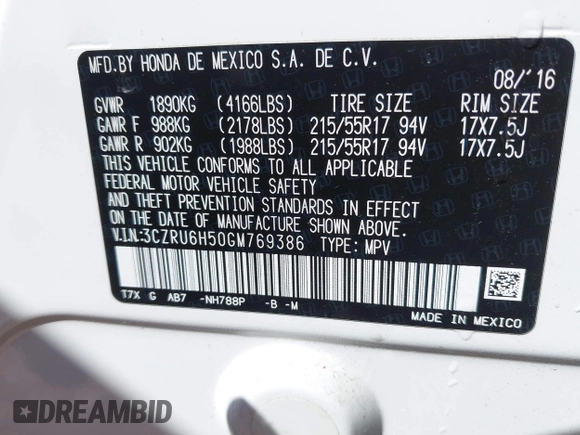 MFD.BY HONDA DE MEXICO S.A. DE C.V.
08/'16
GVWR 1890KG (4166LBS) TIRE SIZE RIM SIZE
GAWR F 988KG (2178LBS) 215/55R17 94V 17X7.5J
GAWR R 902KG (1988LBS) 215/55R17 94V 17X7.5J
THIS VEHICLE CONFORMS TO ALL APPLICABLE
FEDERAL MOTOR VEHICLE SAFETY
AND THEFT PREVENTION STANDARDS IN EFFECT
ON THE DATE OF MANUFACTURE SHOWN ABOVE.
V.I.N:3CZRU6H50GM769386 TYPE: MPV
T7X G AB7 -NH788P -B -M
MADE IN MEXICO
DREAMBID